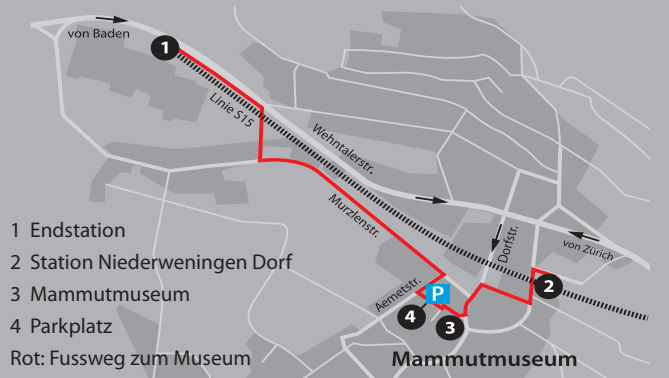 von Baden
1
Linie S15
Wehntalerstr.
Murzlenstr.
Dorfstr.
von Zürich
Aemetstr.
P
2
4
3
1 Endstation
2 Station Niederweningen Dorf
3 Mammutmuseum
4 Parkplatz
Rot: Fussweg zum Museum
Mammutmuseum